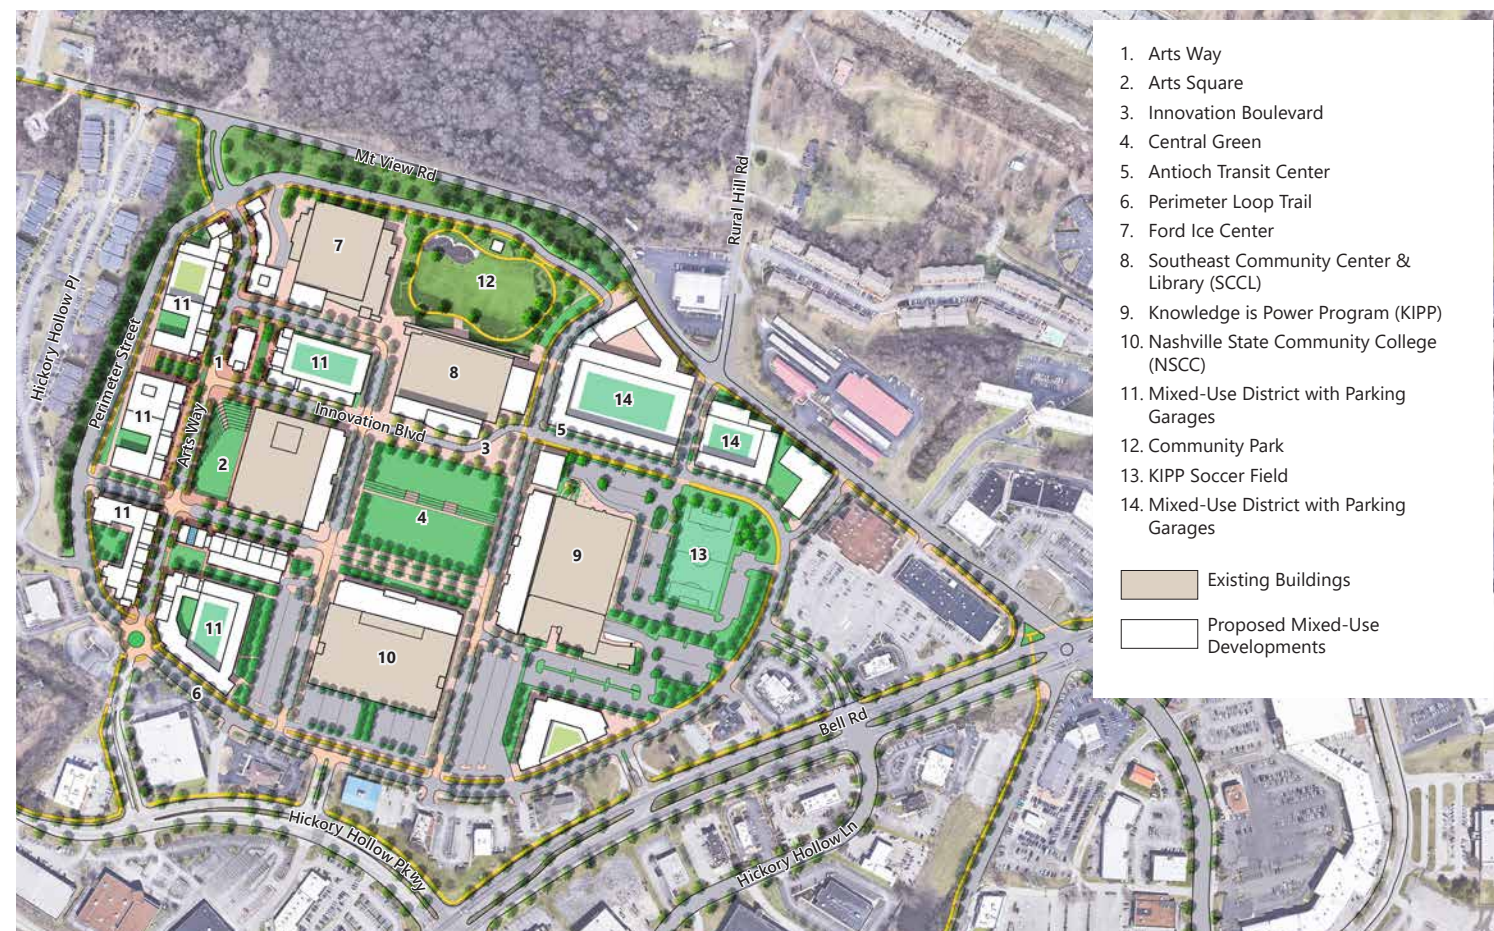 Mt View Rd
Rural Hill Rd
Hickory Hollow Pl
Perimeter Street
7
12
11
1
11
8
14
11
Innovation Blvd
Arts Way
3
5
14
2
11
4
9
13
11
10
6
Bell Rd
Hickory Hollow Pkwy
Hickory Hollow Ln
1. Arts Way
2. Arts Square
3. Innovation Boulevard
4. Central Green
5. Antioch Transit Center
6. Perimeter Loop Trail
7. Ford Ice Center
8. Southeast Community Center &
Library (SCCL)
9. Knowledge is Power Program (KIPP)
10. Nashville State Community College
(NSCC)
11. Mixed-Use District with Parking
Garages
12. Community Park
13. KIPP Soccer Field
14. Mixed-Use District with Parking
Garages
Existing Buildings
Proposed Mixed-Use
Developments